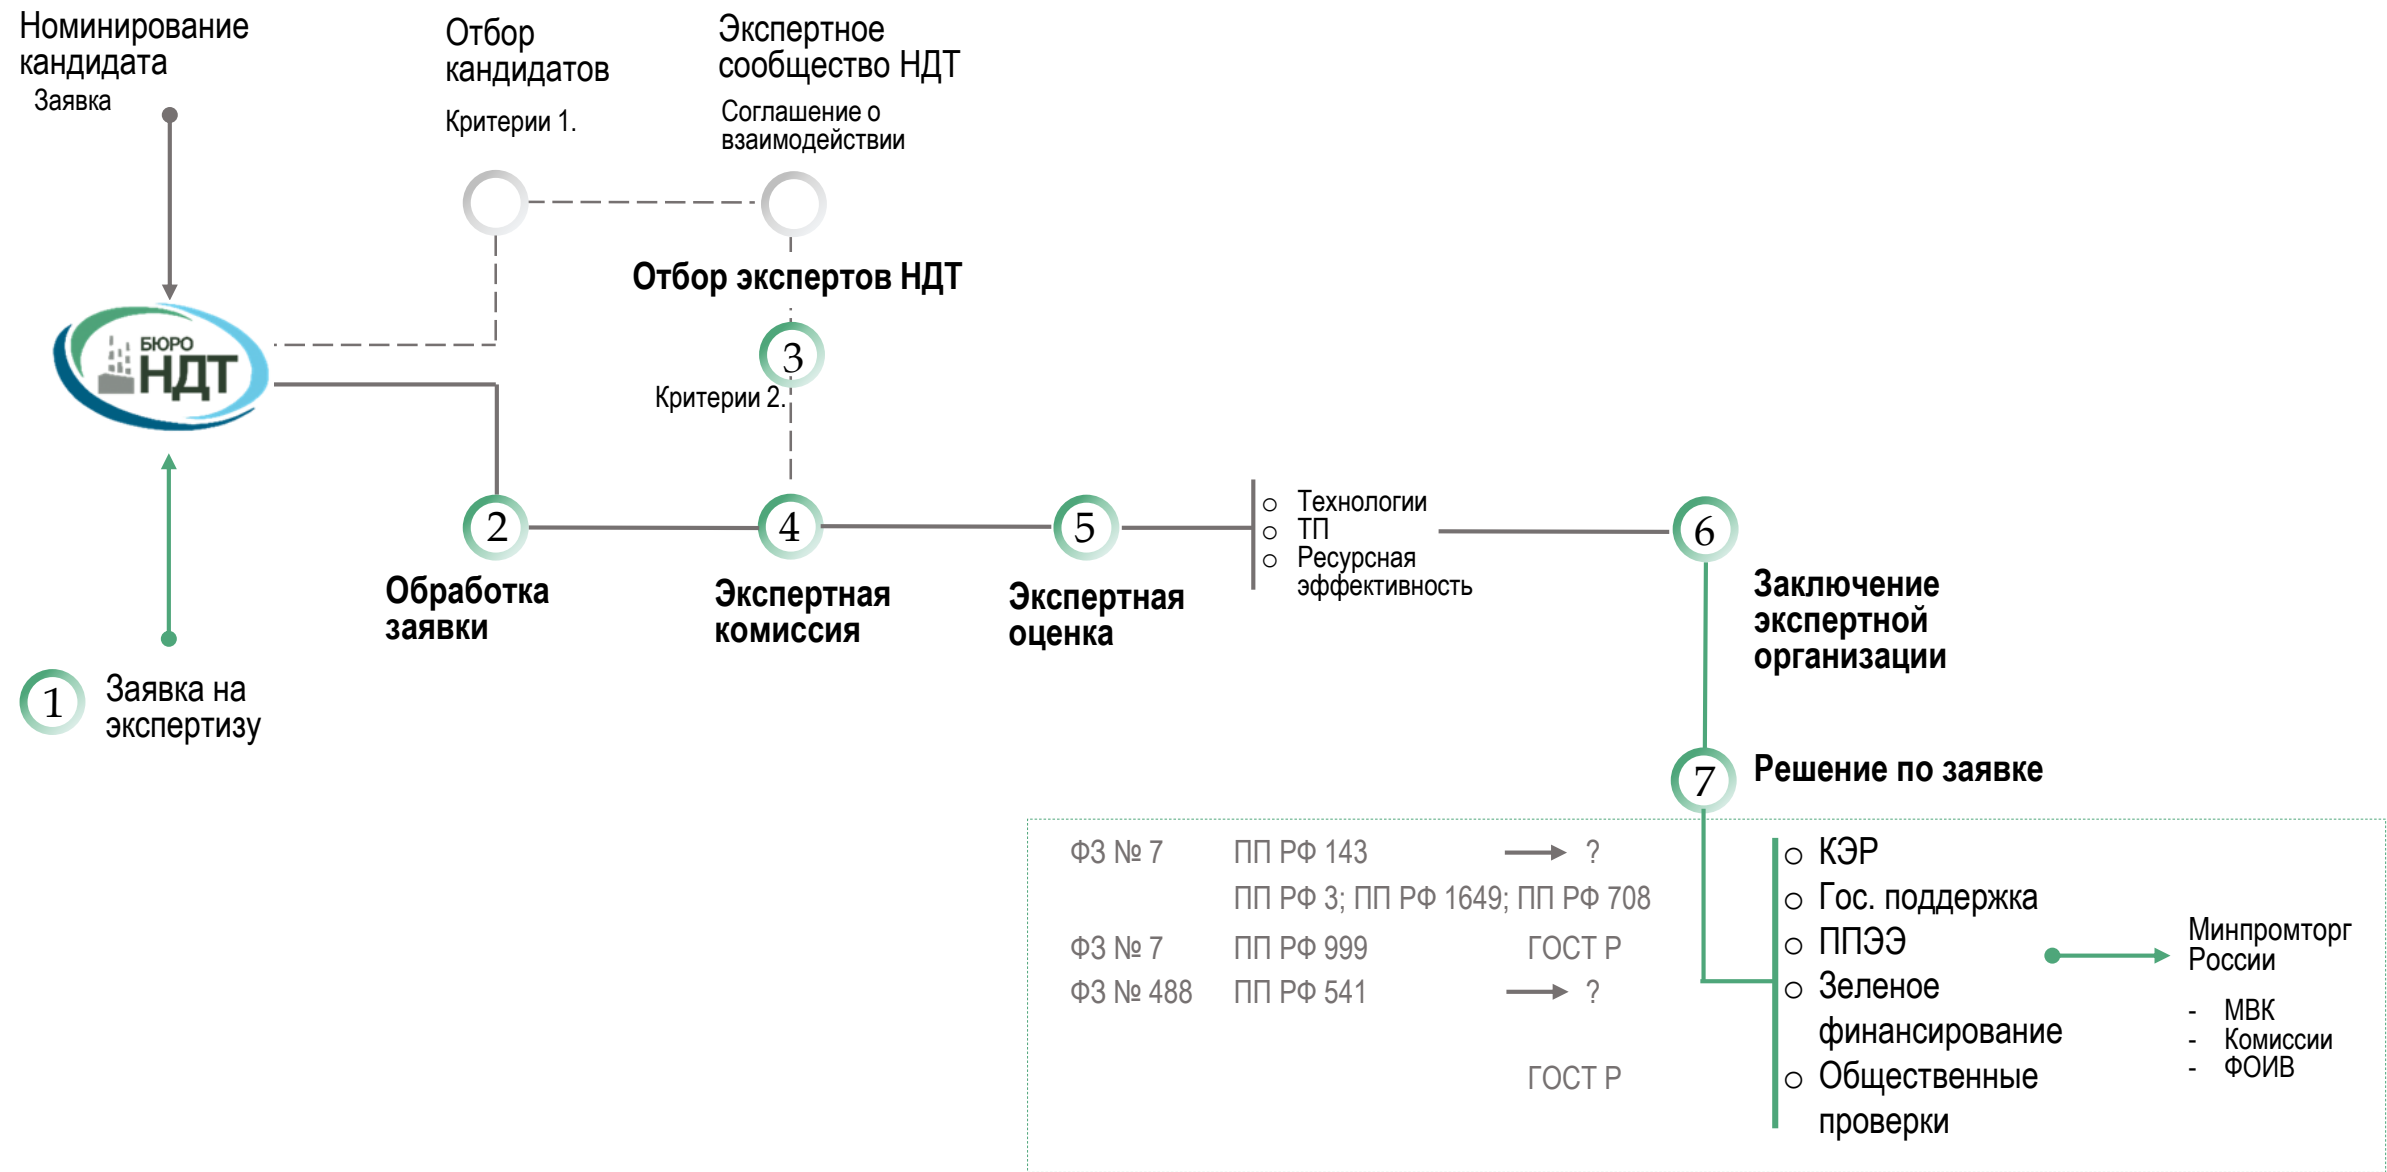 Номинирование
кандидата
Заявка
Отбор
кандидатов
Критерии 1.
Экспертное
сообщество НДТ
Соглашение о
взаимодействии
Отбор экспертов НДТ
3
Критерии 2.
БЮРО
НДТ
1
Заявка на
экспертизу
2
Обработка
заявки
4
Экспертная
комиссия
5
Экспертная
оценка
○ Технологии
○ ТП
○ Ресурсная
эффективность
6
Заключение
экспертной
организации
7
Решение по заявке
ФЗ № 7 ПП РФ 143 → ?
ПП РФ 3; ПП РФ 1649; ПП РФ 708
ФЗ № 7 ПП РФ 999 ГОСТ Р
ФЗ № 488 ПП РФ 541 → ?
ГОСТ Р
○ КЭР
○ Гос. поддержка
○ ППЭЭ
○ Зеленое
финансирование
○ Общественные
проверки
Минпромторг
России
- МВК
- Комиссии
- ФОИВ